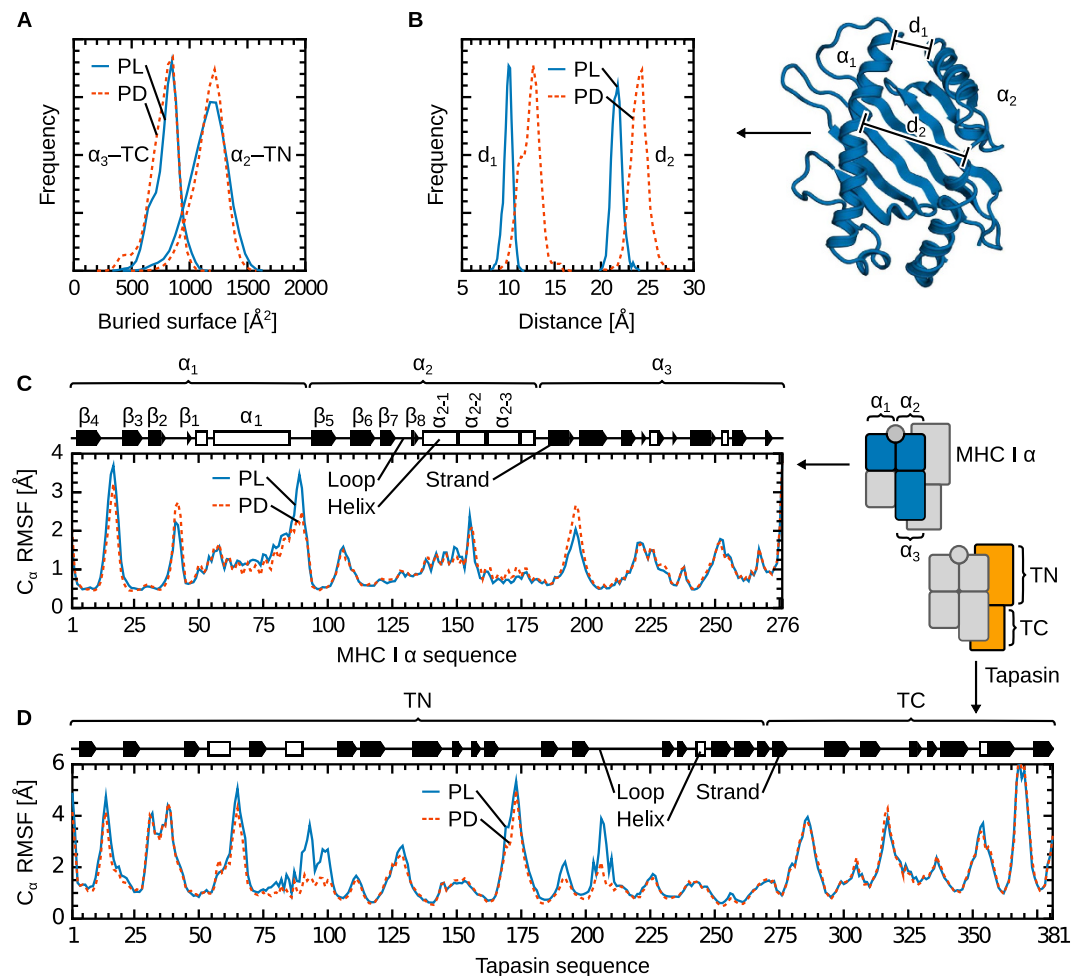 A
Frequency
PL
PD
α3–TC
α2–TN
0 500 1000 1500 2000
Buried surface [Å²]
B
Frequency
PL
PD
d1
d2
5 10 15 20 25 30
Distance [Å]
d1
α1
α2
d2
C
α1 α2 α3
β4 β3 β2 β1 α1 β5 β6 β7 β8 α2-1 α2-2 α2-3
Cα RMSF [Å]
4
3
2
1
0
PL
PD
Loop
Helix
Strand
1 25 50 75 100 125 150 175 200 225 250 276
MHC I α sequence
α1 α2
MHC I α
α3
TN
TC
Tapasin
D
TN TC
Cα RMSF [Å]
6
4
2
0
PL
PD
Loop
Helix
Strand
1 25 50 75 100 125 150 175 200 225 250 275 300 325 350 381
Tapasin sequence